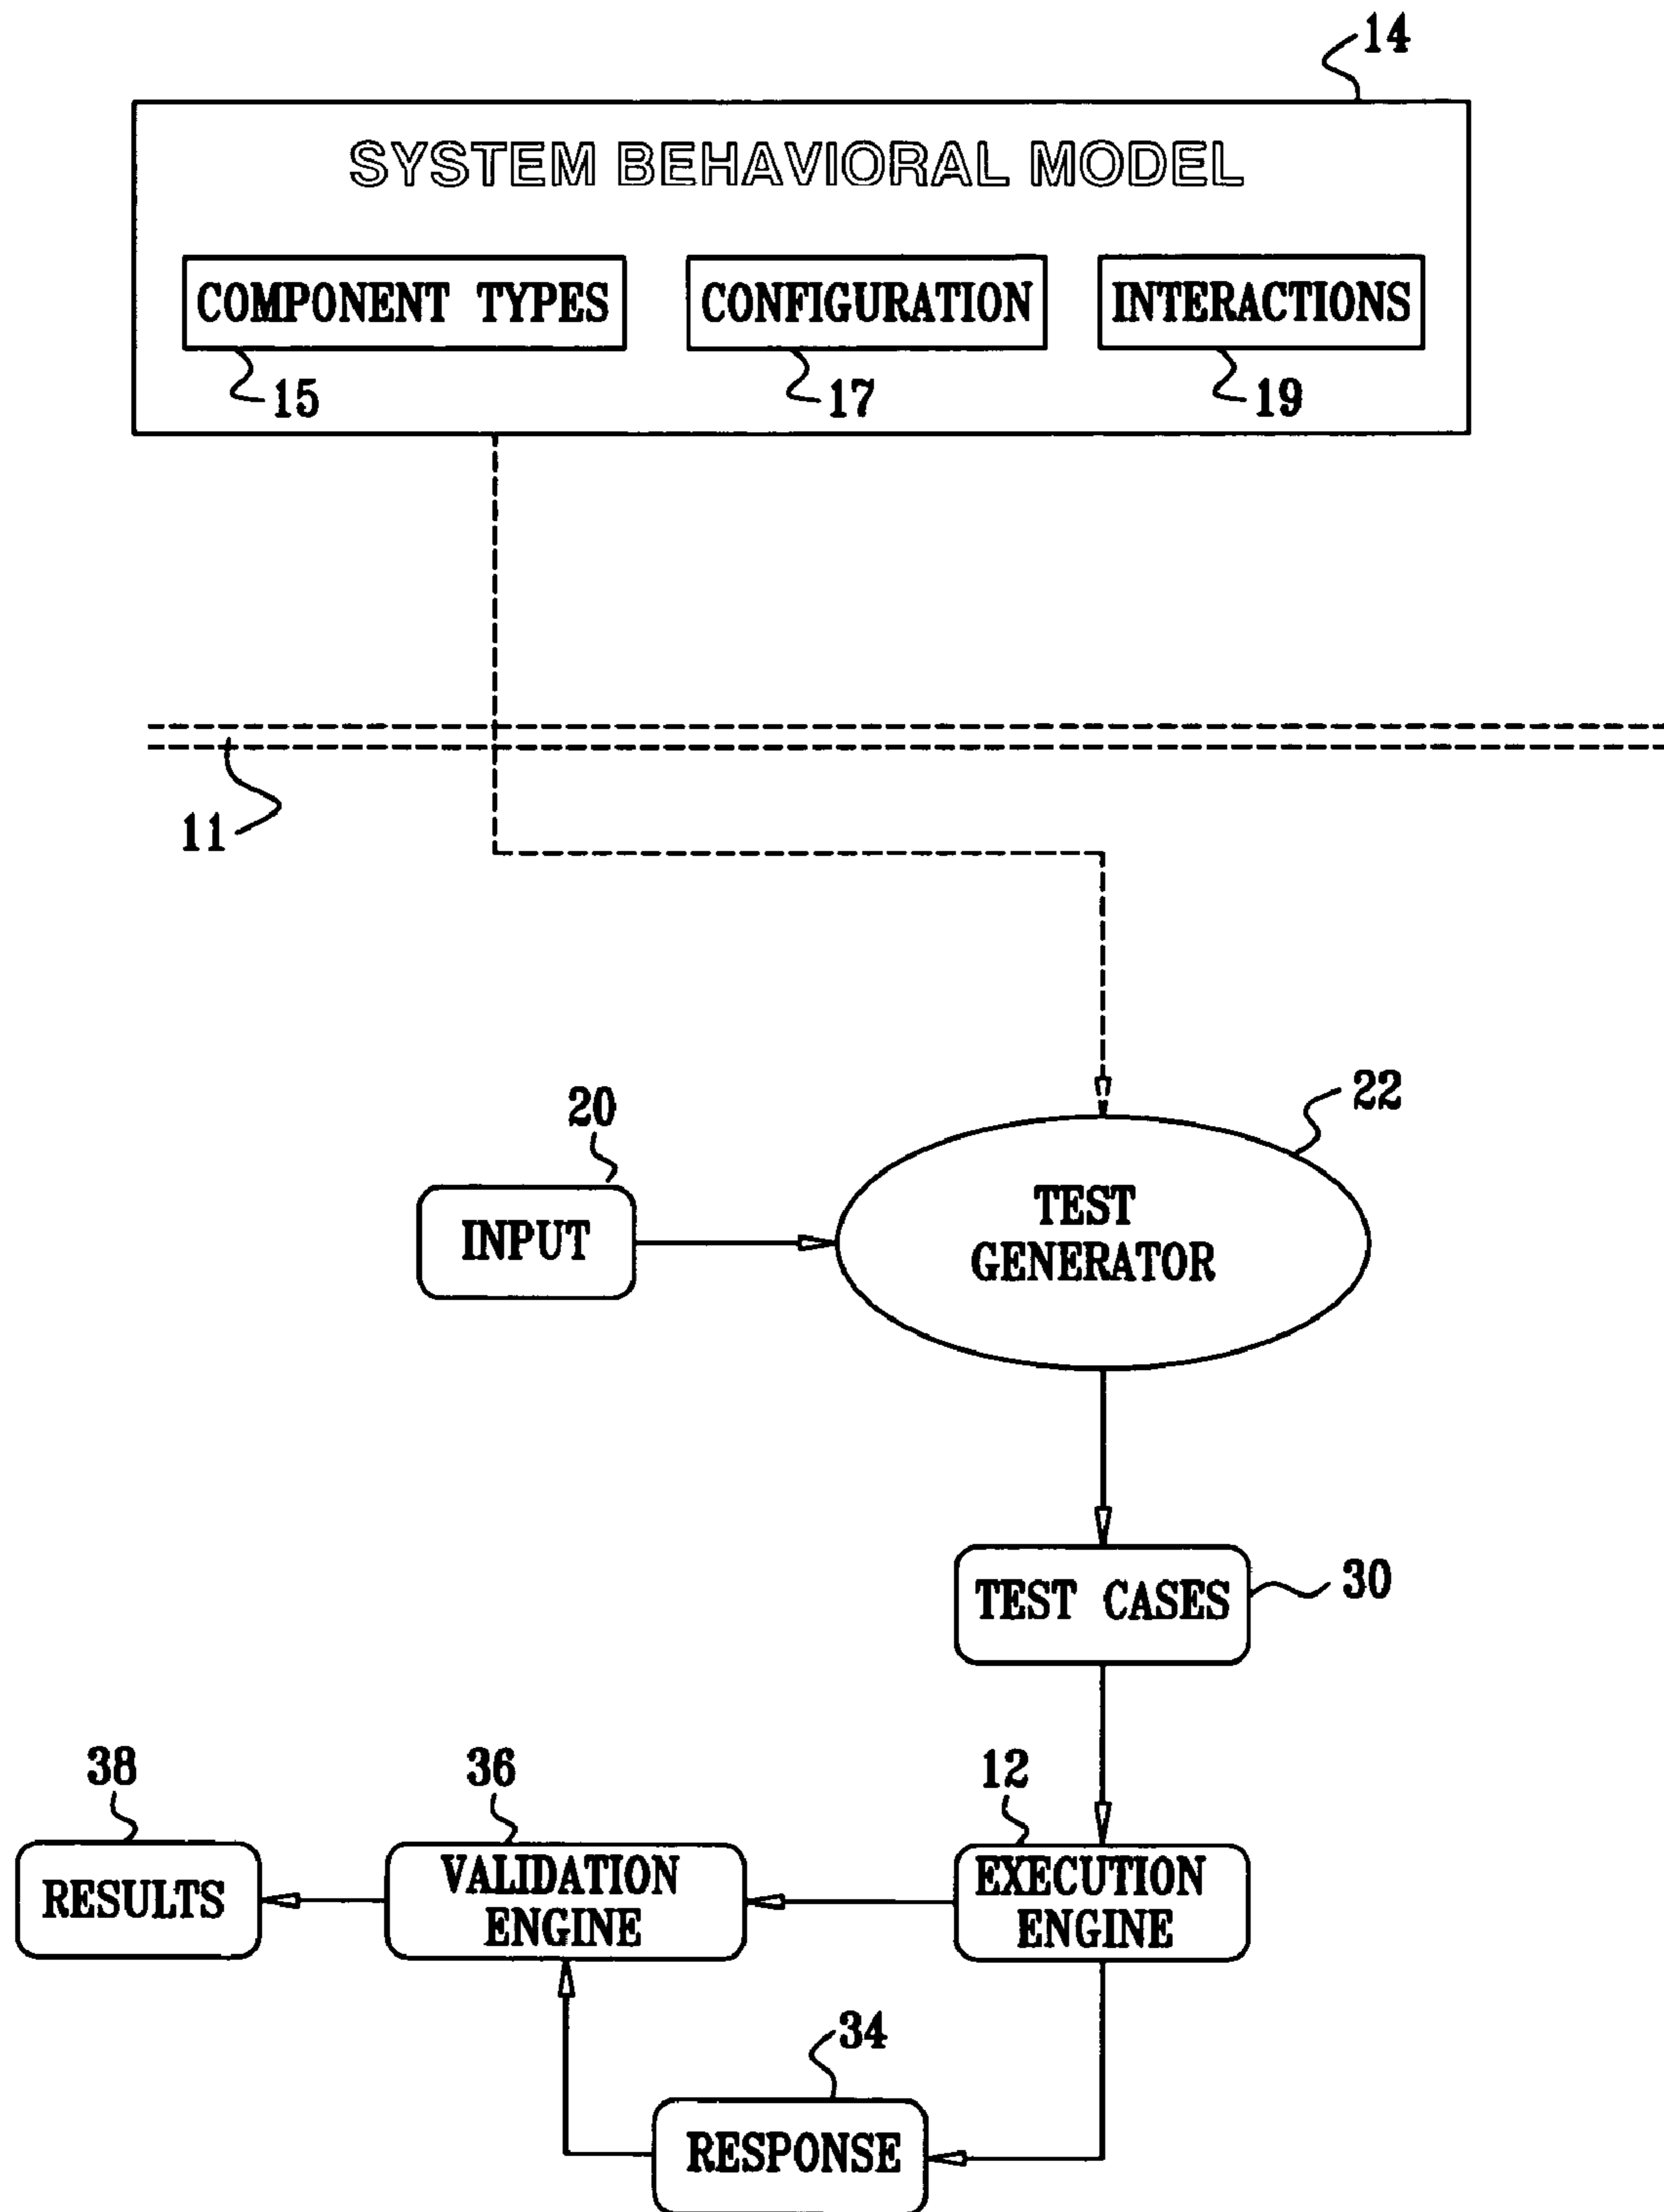 14
SYSTEM BEHAVIORAL MODEL
COMPONENT TYPES
CONFIGURATION
INTERACTIONS
15
17
19
11
20
22
INPUT
TEST
GENERATOR
TEST CASES
30
38
36
12
RESULTS
VALIDATION
ENGINE
EXECUTION
ENGINE
34
RESPONSE